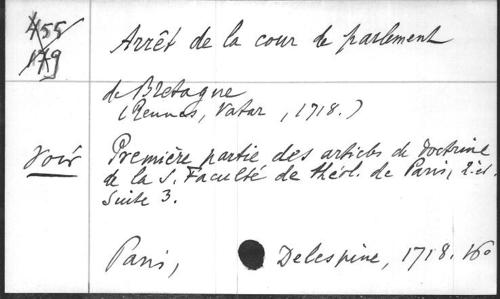 455
179
Arrêt de la cour de parlement
de Bretagne
(Rennes, Vatar, 1718.)
voir Première partie des articles de doctrine
de la S. Faculté de théol. de Paris, 2. éd.
Suite 3.
Paris, Delespine, 1718. 16°